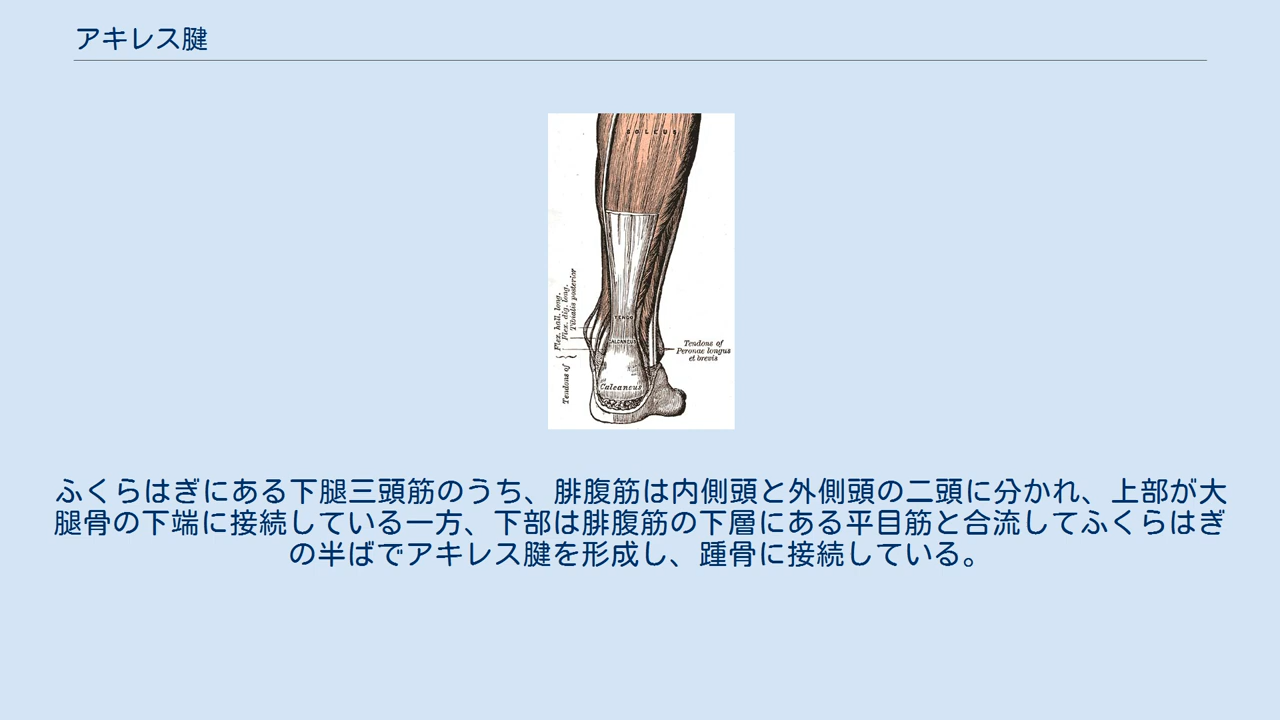 アキレス腱
SOLEUS
Flex. hall. long.
Flex. dig. long.
Tibialis posterior
Tendons of
TENDO
CALCANEUS
Tendons of
Peronae longus
et brevis
Calcaneus
ふくらはぎにある下腿三頭筋のうち、腓腹筋は内側頭と外側頭の二頭に分かれ、上部が大
腿骨の下端に接続している一方、下部は腓腹筋の下層にある平目筋と合流してふくらはぎ
の半ばでアキレス腱を形成し、踵骨に接続している。